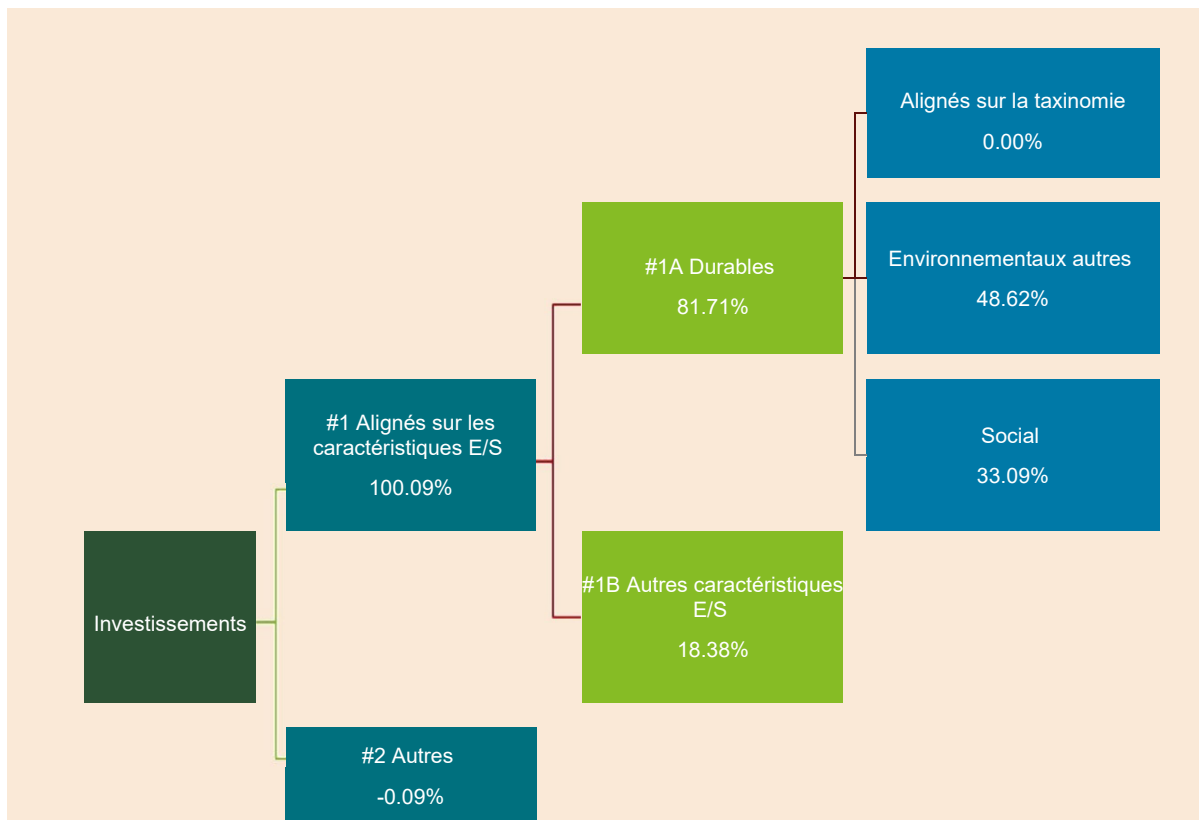 Alignés sur la taxinomie
0.00%
#1A Durables
81.71%
Environnementaux autres
48.62%
#1 Alignés sur les
caractéristiques E/S
100.09%
Social
33.09%
Investissements
#1B Autres caractéristiques
E/S
18.38%
#2 Autres
-0.09%